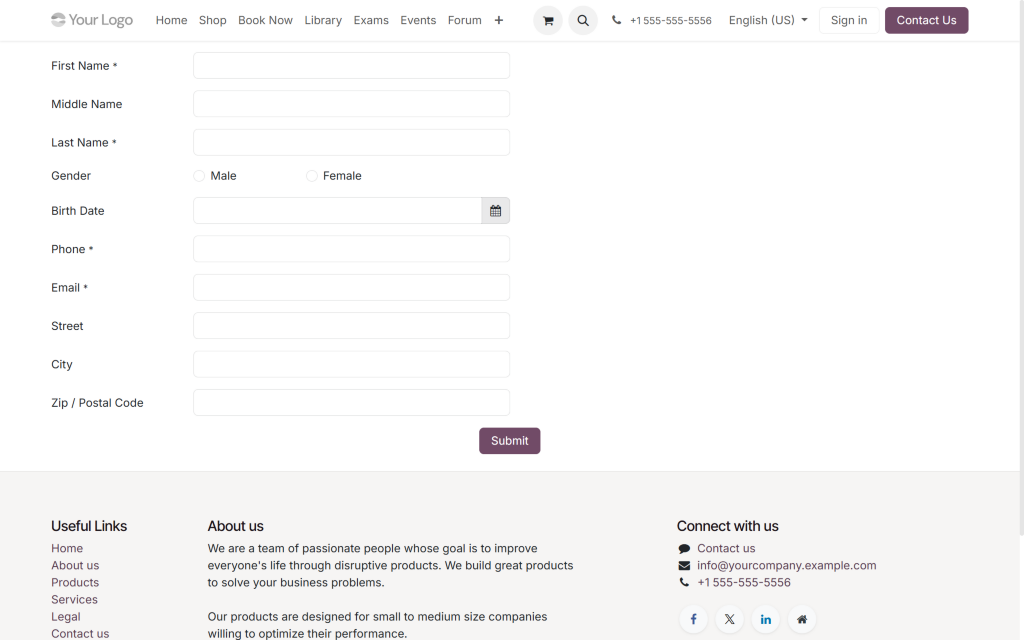 Your Logo Home Shop Book Now Library Exams Events Forum +1 555-555-5556 English (US) Sign in Contact Us
First Name *
Middle Name
Last Name *
Gender Male Female
Birth Date
Phone *
Email *
Street
City
Zip / Postal Code
Submit
Useful Links
Home
About us
Products
Services
Legal
Contact us
About us
We are a team of passionate people whose goal is to improve
everyone's life through disruptive products. We build great products
to solve your business problems.
Our products are designed for small to medium size companies
willing to optimize their performance.
Connect with us
Contact us
info@yourcompany.example.com
+1 555-555-5556